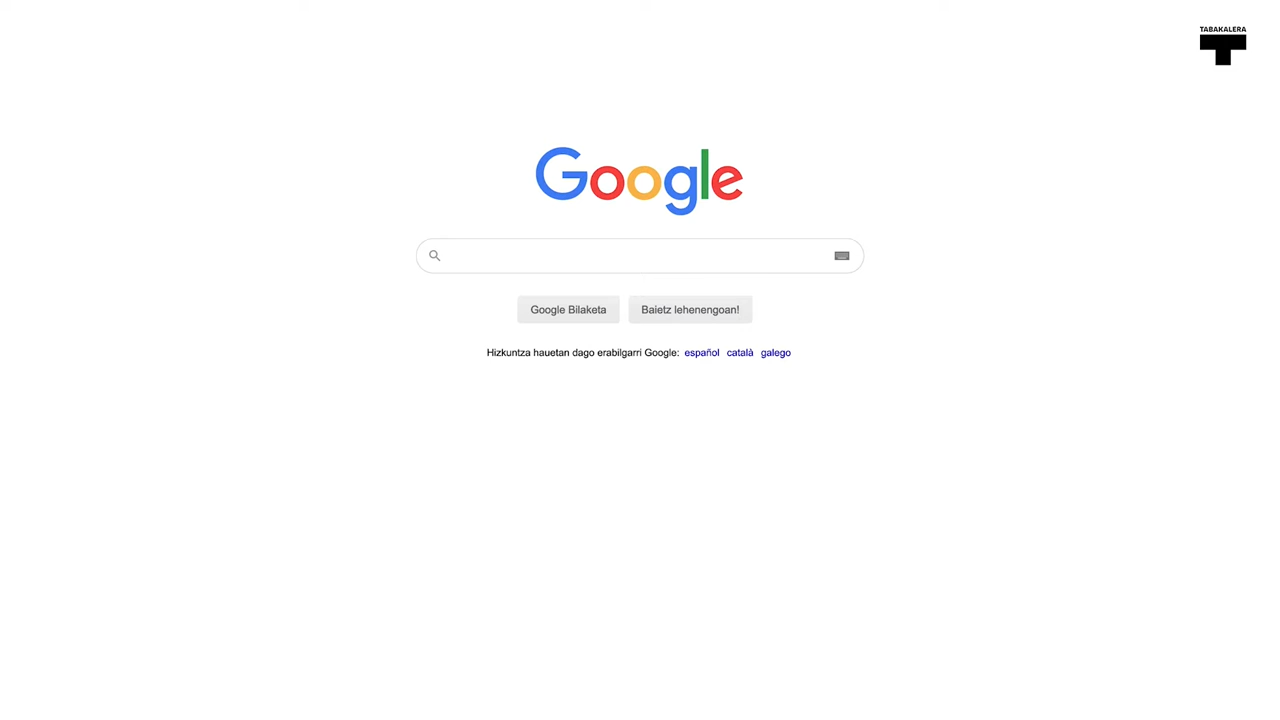 TABAKALERA
Google
Google Bilaketa
Baietz lehenengoan!
Hizkuntza hauetan dago erabilgarri Google: español català galego